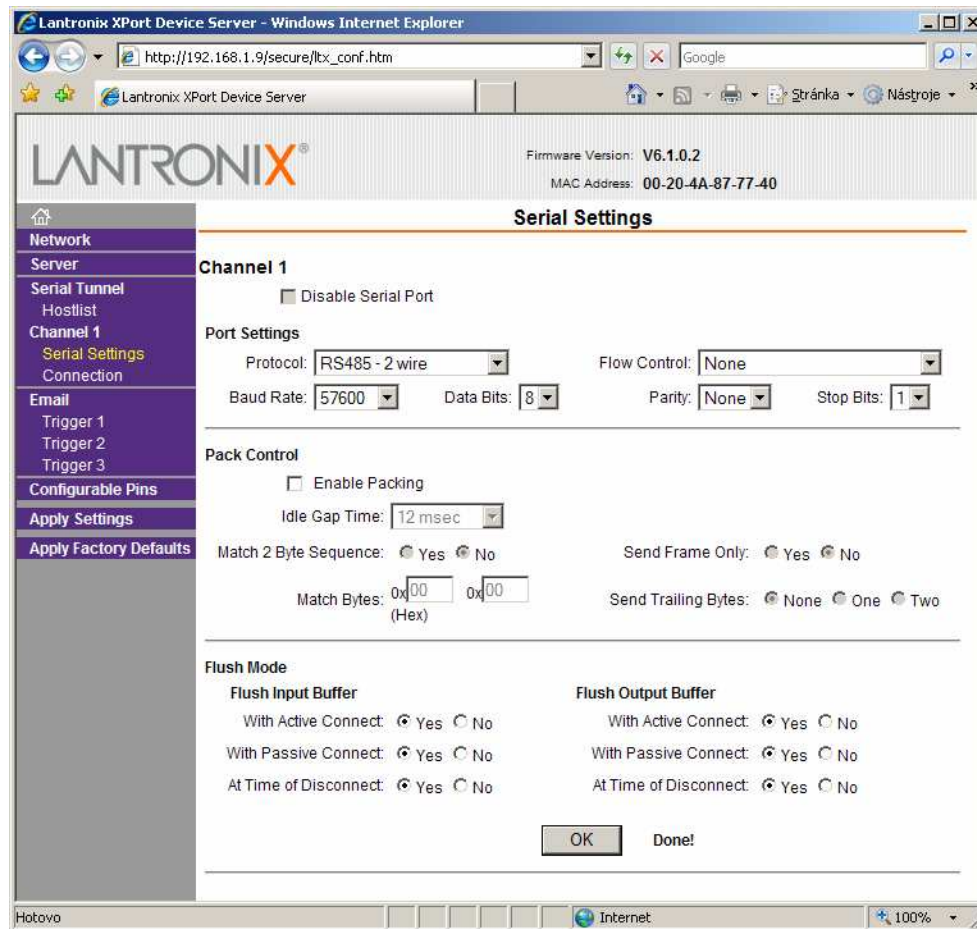 Lantronix XPort Device Server - Windows Internet Explorer
http://192.168.1.9/secure/ltx_conf.htm
Google
Lantronix XPort Device Server
Stránka
Nástroje
LANTRONIX®
Firmware Version: V6.1.0.2
MAC Address: 00-20-4A-87-77-40
Network
Server
Serial Tunnel
Hostlist
Channel 1
Serial Settings
Connection
Email
Trigger 1
Trigger 2
Trigger 3
Configurable Pins
Apply Settings
Apply Factory Defaults
Serial Settings
Channel 1
Disable Serial Port
Port Settings
Protocol: RS485 - 2 wire Flow Control: None
Baud Rate: 57600 Data Bits: 8 Parity: None Stop Bits: 1
Pack Control
Enable Packing
Idle Gap Time: 12 msec
Match 2 Byte Sequence: Yes No Send Frame Only: Yes No
Match Bytes: 0x00 0x00 Send Trailing Bytes: None One Two
(Hex)
Flush Mode
Flush Input Buffer Flush Output Buffer
With Active Connect: Yes No With Active Connect: Yes No
With Passive Connect: Yes No With Passive Connect: Yes No
At Time of Disconnect: Yes No At Time of Disconnect: Yes No
OK Done!
Hotovo Internet 100%